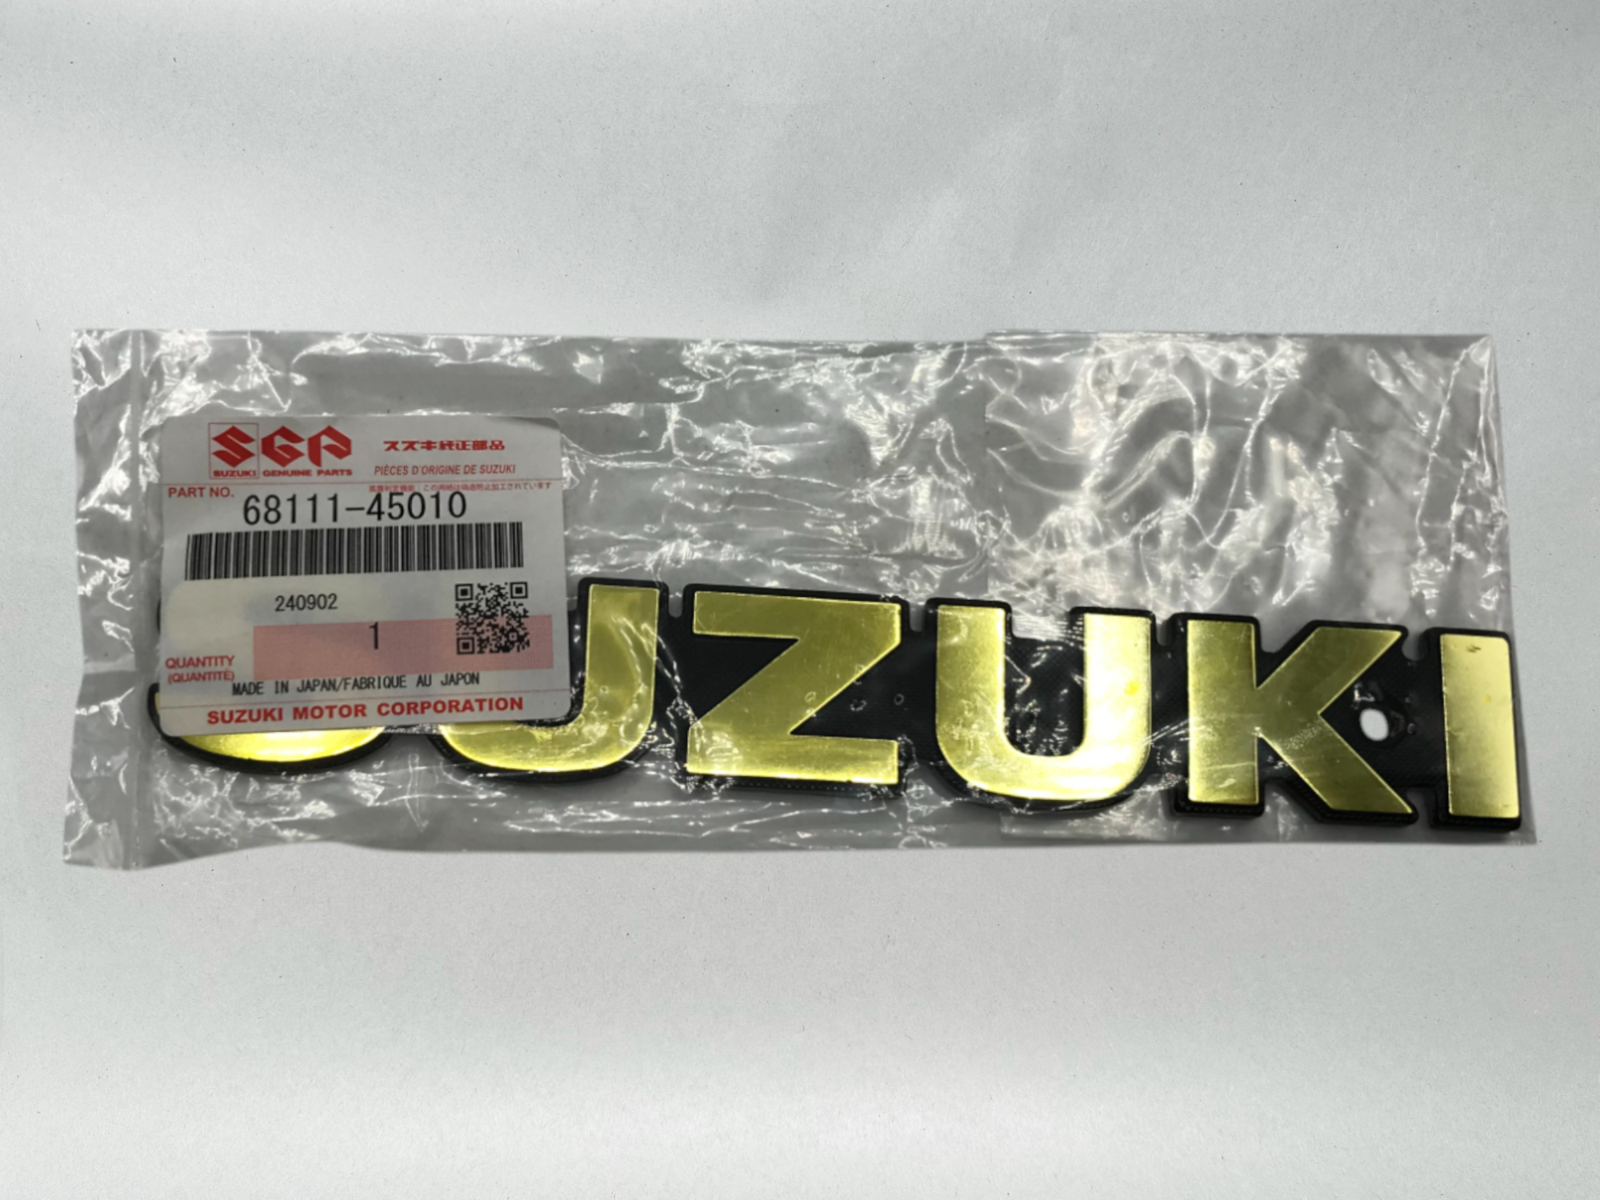 SGP
スズキ純正部品
SUZUKI GENUINE PARTS
PIÈCES D'ORIGINE DE SUZUKI
PART NO.
68111-45010
240902
1
QUANTITY
(QUANTITÉ)
MADE IN JAPAN/FABRIQUE AU JAPON
SUZUKI MOTOR CORPORATION
SUZUKI